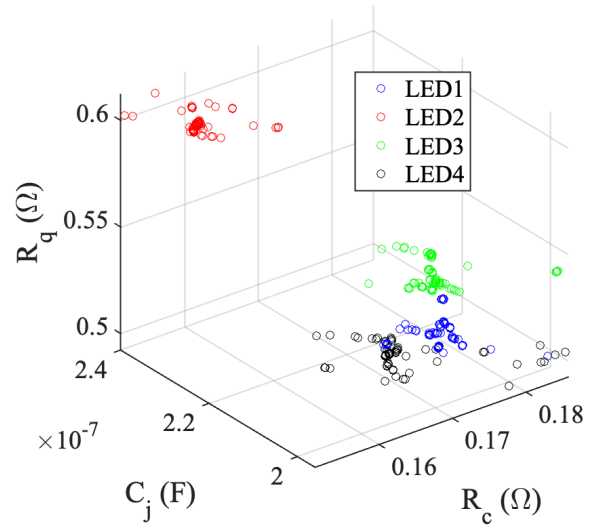 LED1
LED2
LED3
LED4
0.6
0.55
0.5
R_q (Ω)
2.4
2.2
2
×10^-7
C_j (F)
0.16
0.17
0.18
R_c (Ω)